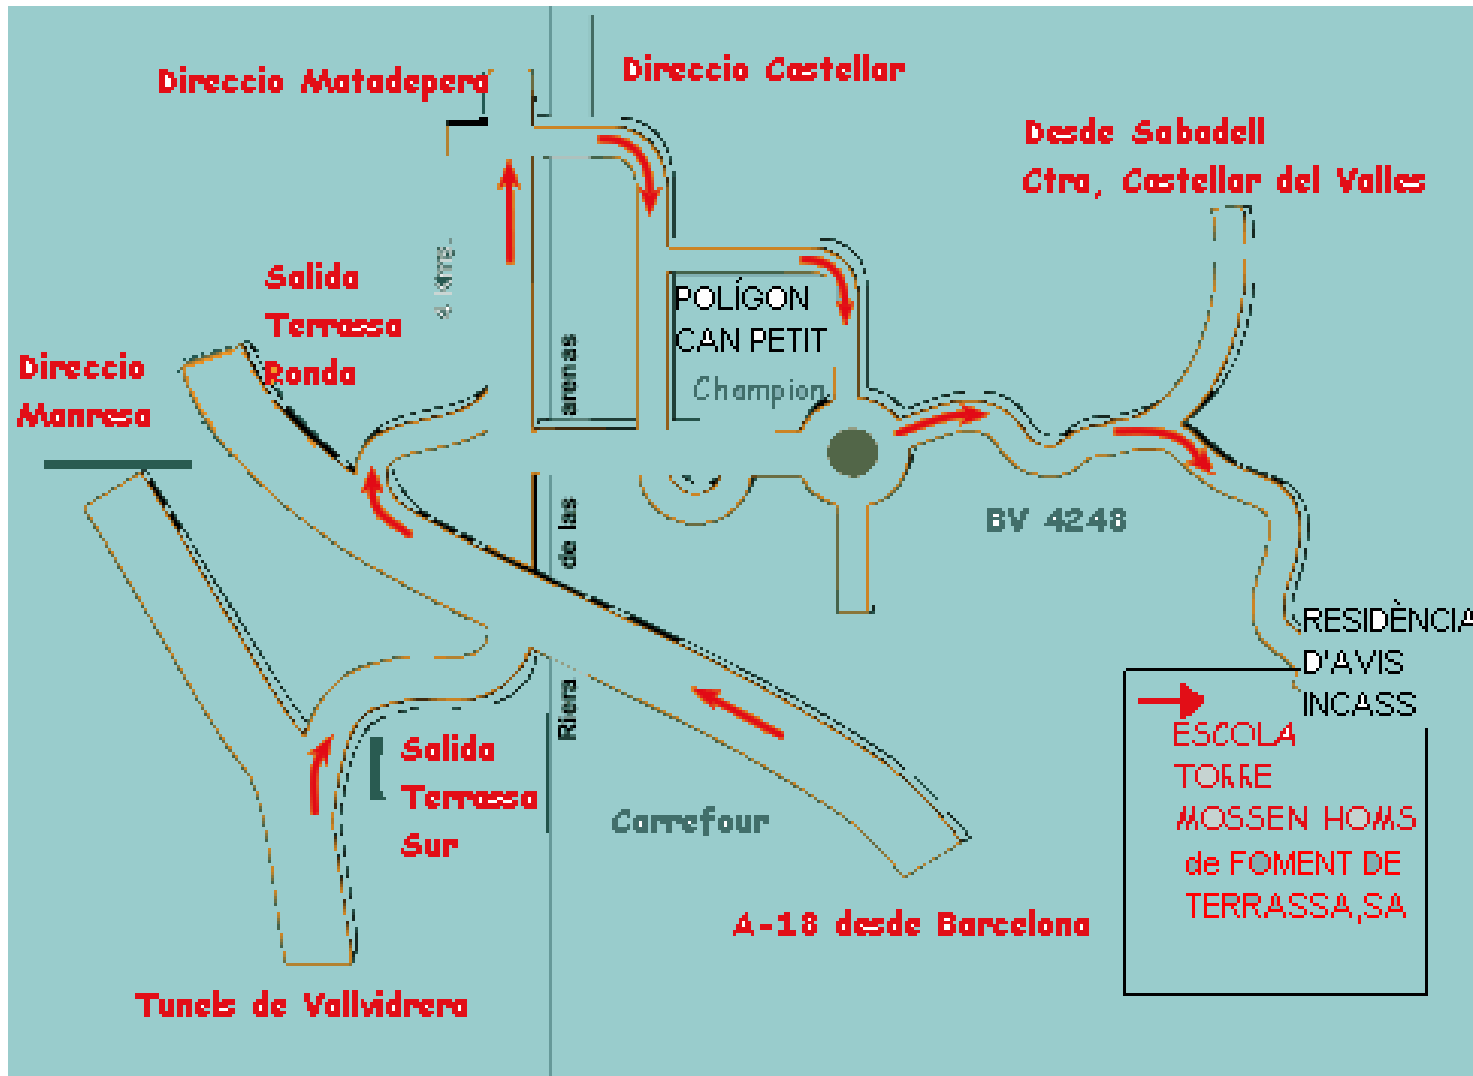 Direccio Matadepera
Direccio Castellar
Desde Sabadell
Ctra, Castellar del Valles
Salida
Terrassa
Ronda
Direccio
Manresa
POLÍGON
CAN PETIT
Champion
BV 4248
Riera de las arenas
RESIDÈNCIA
D'AVIS
INCASS
ESCOLA
TORRE
MOSSEN HOMS
de FOMENT DE
TERRASSA,SA
Salida
Terrassa
Sur
Carrefour
A-18 desde Barcelona
Tunels de Vallvidrera